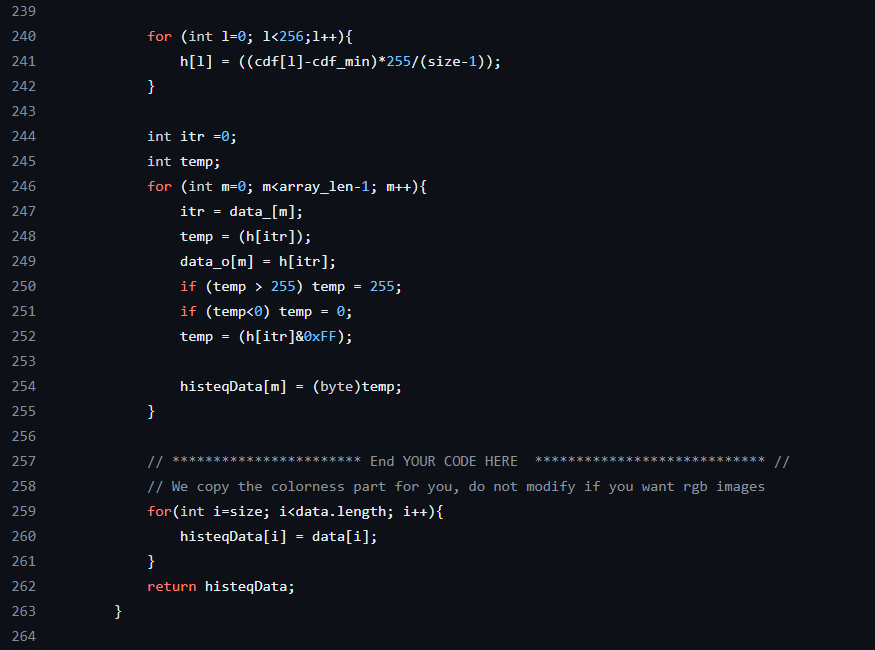 239
240 for (int l=0; l<256;l++){
241 h[l] = ((cdf[l]-cdf_min)*255/(size-1));
242 }
243
244 int itr =0;
245 int temp;
246 for (int m=0; m<array_len-1; m++){
247 itr = data_[m];
248 temp = (h[itr]);
249 data_o[m] = h[itr];
250 if (temp > 255) temp = 255;
251 if (temp<0) temp = 0;
252 temp = (h[itr]&0xFF);
253
254 histeqData[m] = (byte)temp;
255 }
256
257 // *********************** End YOUR CODE HERE **************************** //
258 // We copy the colorness part for you, do not modify if you want rgb images
259 for(int i=size; i<data.length; i++){
260 histeqData[i] = data[i];
261 }
262 return histeqData;
263 }
264